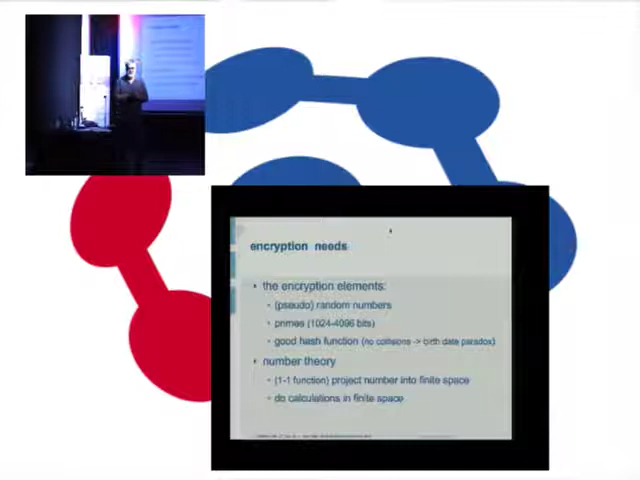 encryption needs
the encryption elements:
(pseudo) random numbers
primes (1024-4096 bits)
good hash function (no collisions -> birth date paradox)
number theory
(1-1 function) project number into finite space
do calculations in finite space